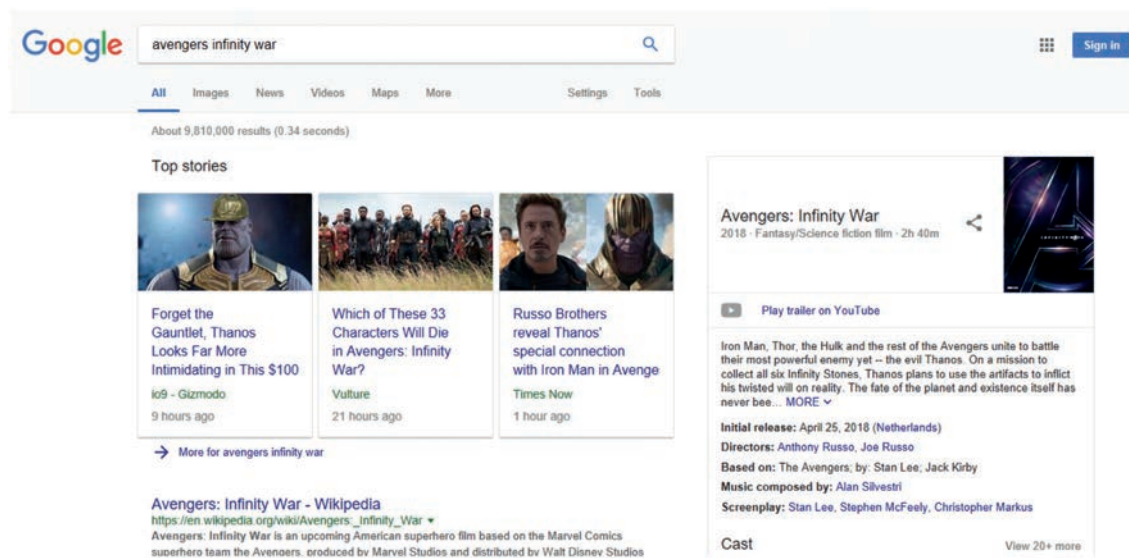 Google
avengers infinity war
Sign in
All Images News Videos Maps More Settings Tools
About 9,810,000 results (0.34 seconds)
Top stories
Forget the
Gauntlet, Thanos
Looks Far More
Intimidating in This $100
io9 - Gizmodo
9 hours ago
Which of These 33
Characters Will Die
in Avengers: Infinity
War?
Vulture
21 hours ago
Russo Brothers
reveal Thanos'
special connection
with Iron Man in Avenge
Times Now
1 hour ago
More for avengers infinity war
Avengers: Infinity War - Wikipedia
https://en.wikipedia.org/wiki/Avengers:_Infinity_War
Avengers: Infinity War is an upcoming American superhero film based on the Marvel Comics
superhero team the Avengers, produced by Marvel Studios and distributed by Walt Disney Studios
Avengers: Infinity War
2018 · Fantasy/Science fiction film · 2h 40m
INFINITY WAR
Play trailer on YouTube
Iron Man, Thor, the Hulk and the rest of the Avengers unite to battle
their most powerful enemy yet -- the evil Thanos. On a mission to
collect all six Infinity Stones, Thanos plans to use the artifacts to inflict
his twisted will on reality. The fate of the planet and existence itself has
never bee... MORE
Initial release: April 25, 2018 (Netherlands)
Directors: Anthony Russo, Joe Russo
Based on: The Avengers; by: Stan Lee; Jack Kirby
Music composed by: Alan Silvestri
Screenplay: Stan Lee, Stephen McFeely, Christopher Markus
Cast
View 20+ more